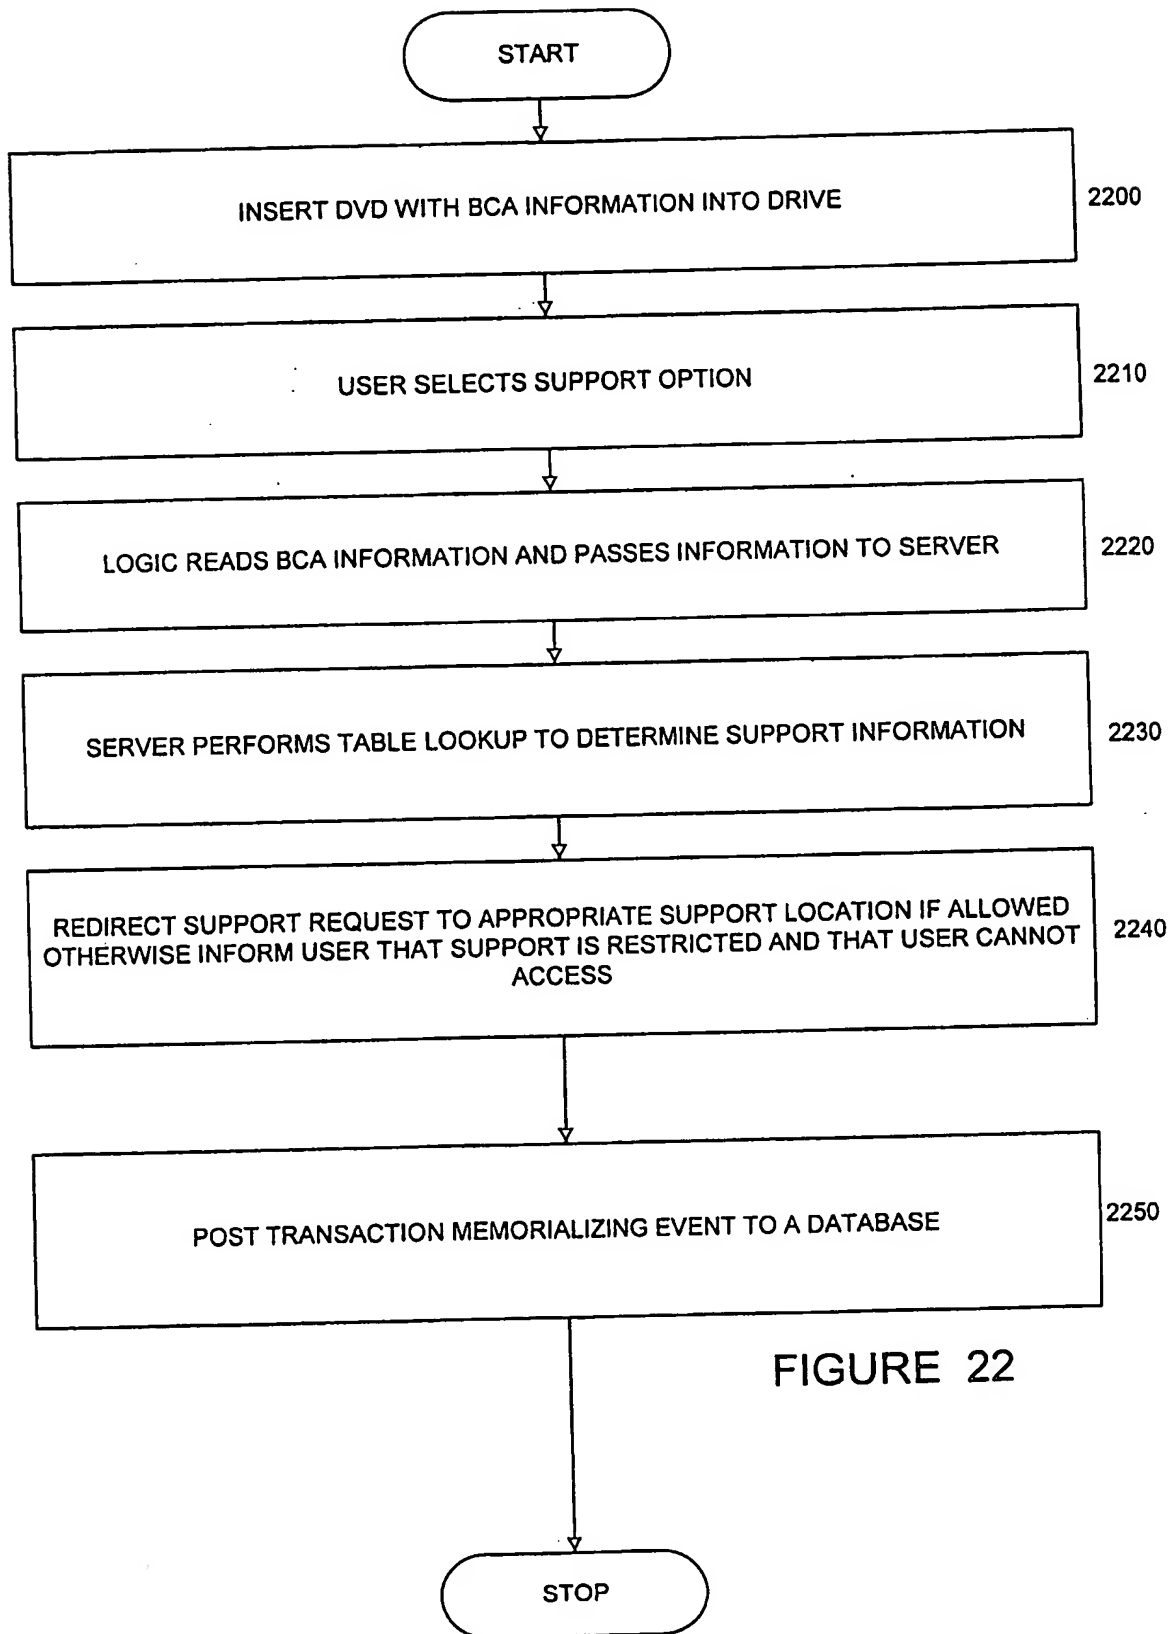 START
INSERT DVD WITH BCA INFORMATION INTO DRIVE
2200
USER SELECTS SUPPORT OPTION
2210
LOGIC READS BCA INFORMATION AND PASSES INFORMATION TO SERVER
2220
SERVER PERFORMS TABLE LOOKUP TO DETERMINE SUPPORT INFORMATION
2230
REDIRECT SUPPORT REQUEST TO APPROPRIATE SUPPORT LOCATION IF ALLOWED
OTHERWISE INFORM USER THAT SUPPORT IS RESTRICTED AND THAT USER CANNOT
ACCESS
2240
POST TRANSACTION MEMORIALIZING EVENT TO A DATABASE
2250
FIGURE 22
STOP